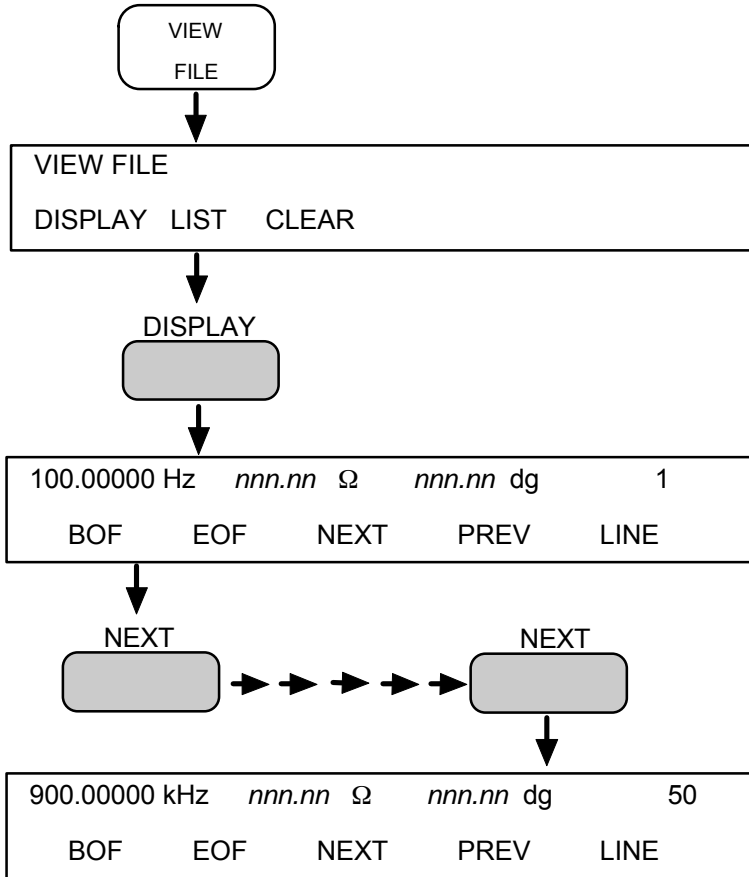 VIEW
FILE
VIEW FILE
DISPLAY LIST CLEAR
DISPLAY
100.00000 Hz nnn.nn Ω nnn.nn dg 1
BOF EOF NEXT PREV LINE
NEXT NEXT
900.00000 kHz nnn.nn Ω nnn.nn dg 50
BOF EOF NEXT PREV LINE